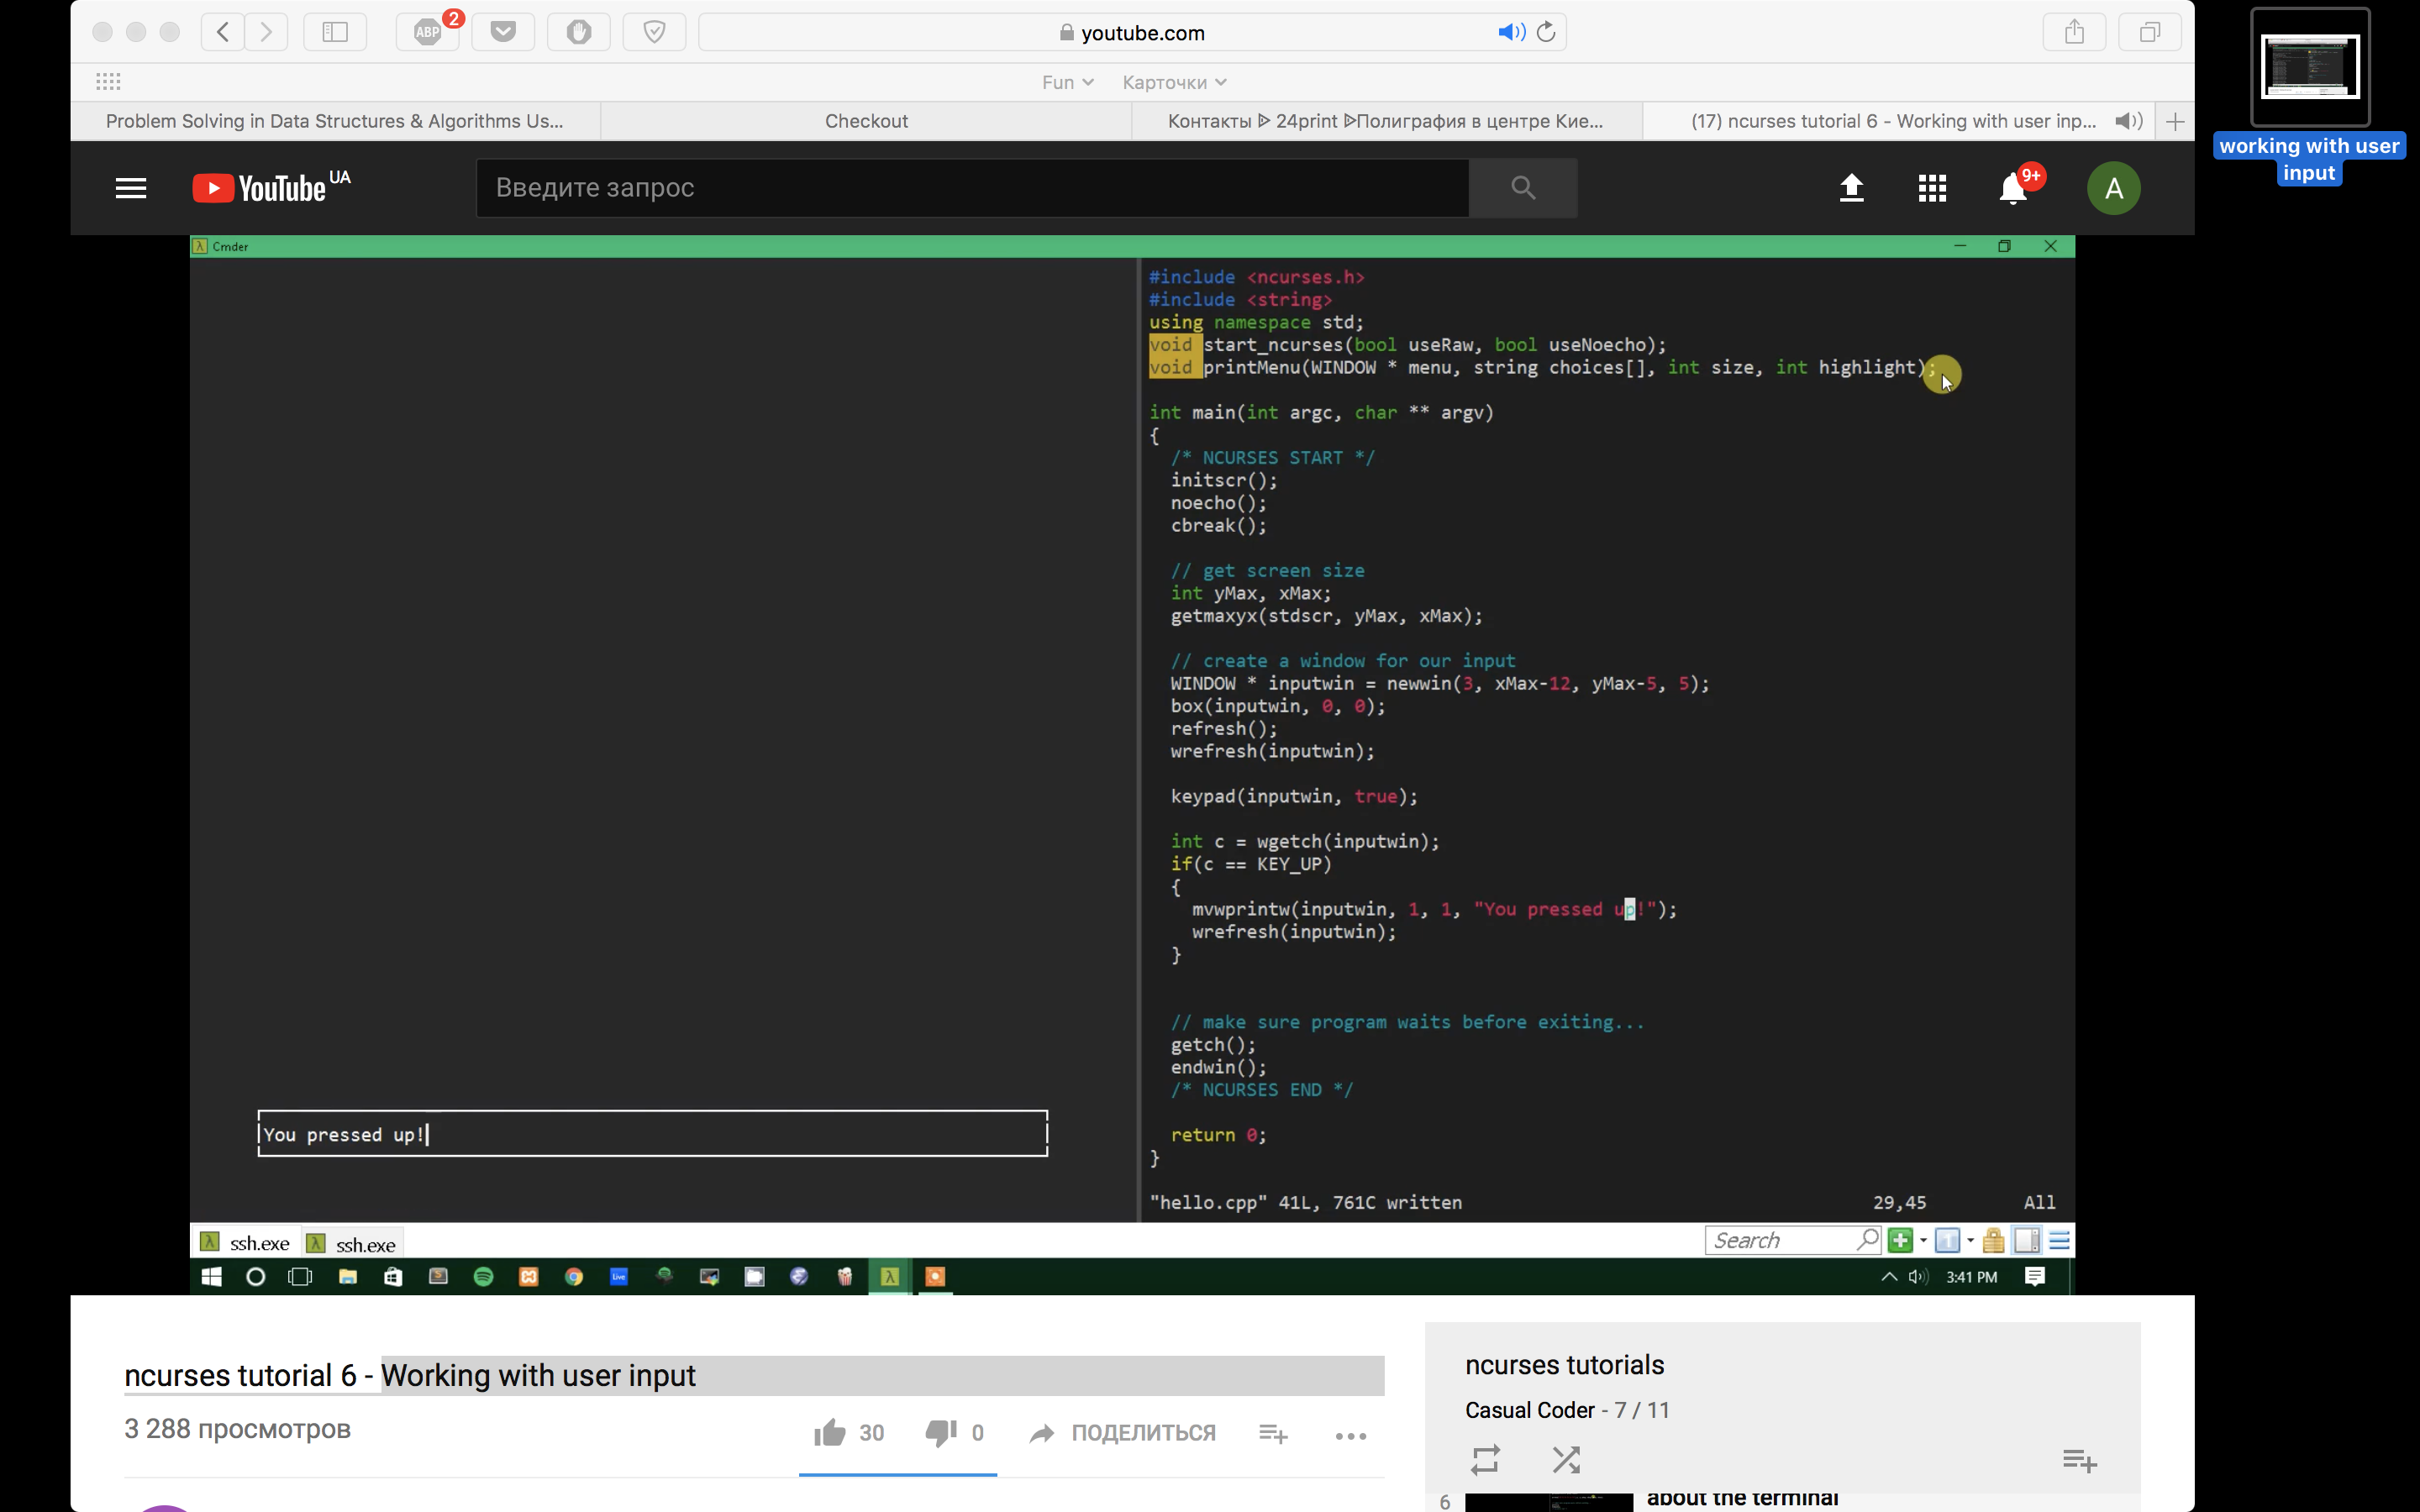 ABP 2
youtube.com
Fun Карточки
Problem Solving in Data Structures & Algorithms Us...
Checkout
Контакты ᐅ 24print ᐅПолиграфия в центре Кие...
(17) ncurses tutorial 6 - Working with user inp...
working with user
input
YouTube UA
Введите запрос
9+
A
λ Cmder
#include <ncurses.h>
#include <string>
using namespace std;
void start_ncurses(bool useRaw, bool useNoecho);
void printMenu(WINDOW * menu, string choices[], int size, int highlight);
int main(int argc, char ** argv)
{
/* NCURSES START */
initscr();
noecho();
cbreak();
// get screen size
int yMax, xMax;
getmaxyx(stdscr, yMax, xMax);
// create a window for our input
WINDOW * inputwin = newwin(3, xMax-12, yMax-5, 5);
box(inputwin, 0, 0);
refresh();
wrefresh(inputwin);
keypad(inputwin, true);
int c = wgetch(inputwin);
if(c == KEY_UP)
{
mvwprintw(inputwin, 1, 1, "You pressed up!");
wrefresh(inputwin);
}
// make sure program waits before exiting...
getch();
endwin();
/* NCURSES END */
return 0;
}
"hello.cpp" 41L, 761C written 29,45 All
You pressed up!
λ ssh.exe λ ssh.exe
Search
1
Live
λ
3:41 PM
ncurses tutorial 6 - Working with user input
3 288 просмотров
30
0
ПОДЕЛИТЬСЯ
ncurses tutorials
Casual Coder - 7 / 11
6
about the terminal